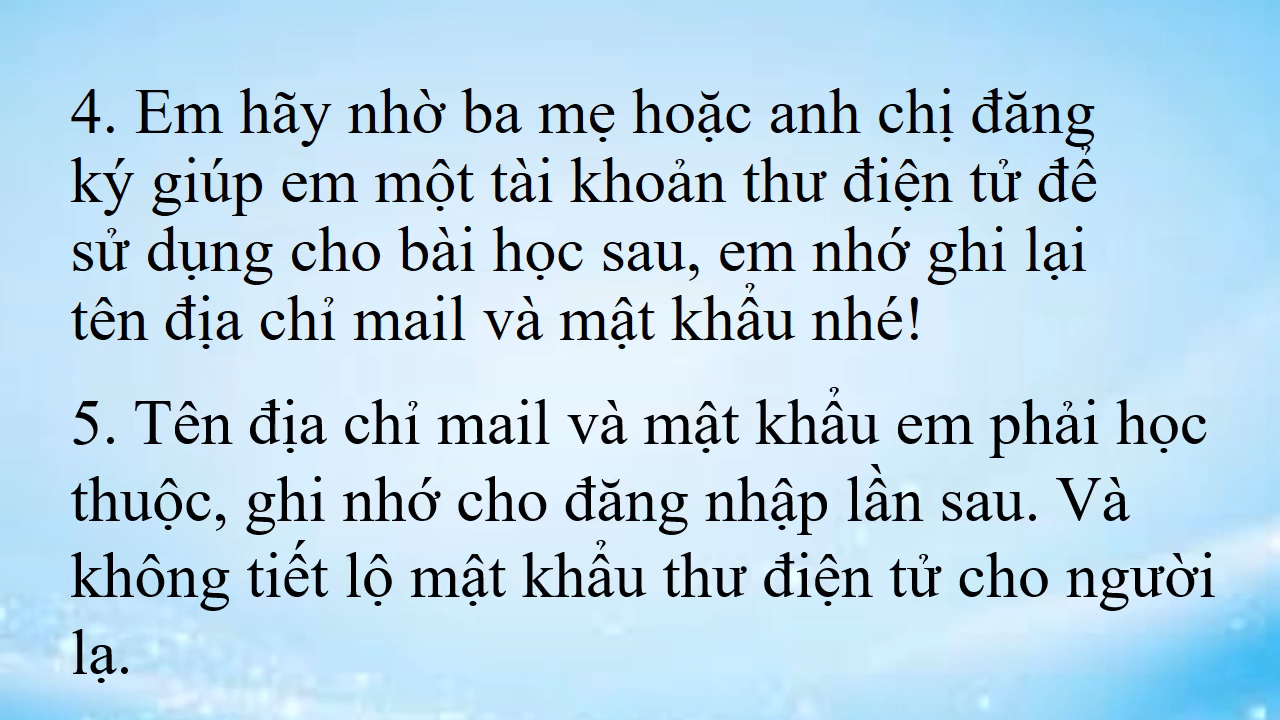 4. Em hãy nhờ ba mẹ hoặc anh chị đăng
ký giúp em một tài khoản thư điện tử để
sử dụng cho bài học sau, em nhớ ghi lại
tên địa chỉ mail và mật khẩu nhé!
5. Tên địa chỉ mail và mật khẩu em phải học
thuộc, ghi nhớ cho đăng nhập lần sau. Và
không tiết lộ mật khẩu thư điện tử cho người
lạ.